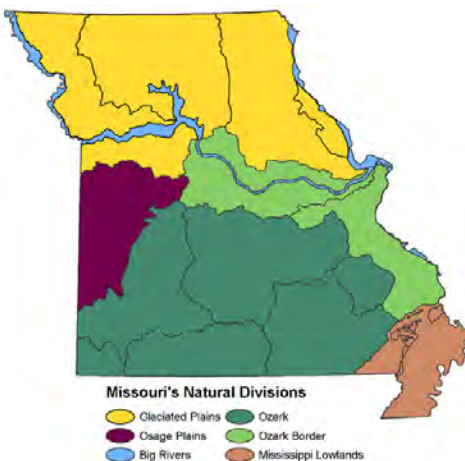 Missouri's Natural Divisions
Glaciated Plains Ozark
Osage Plains Ozark Border
Big Rivers Mississippi Lowlands